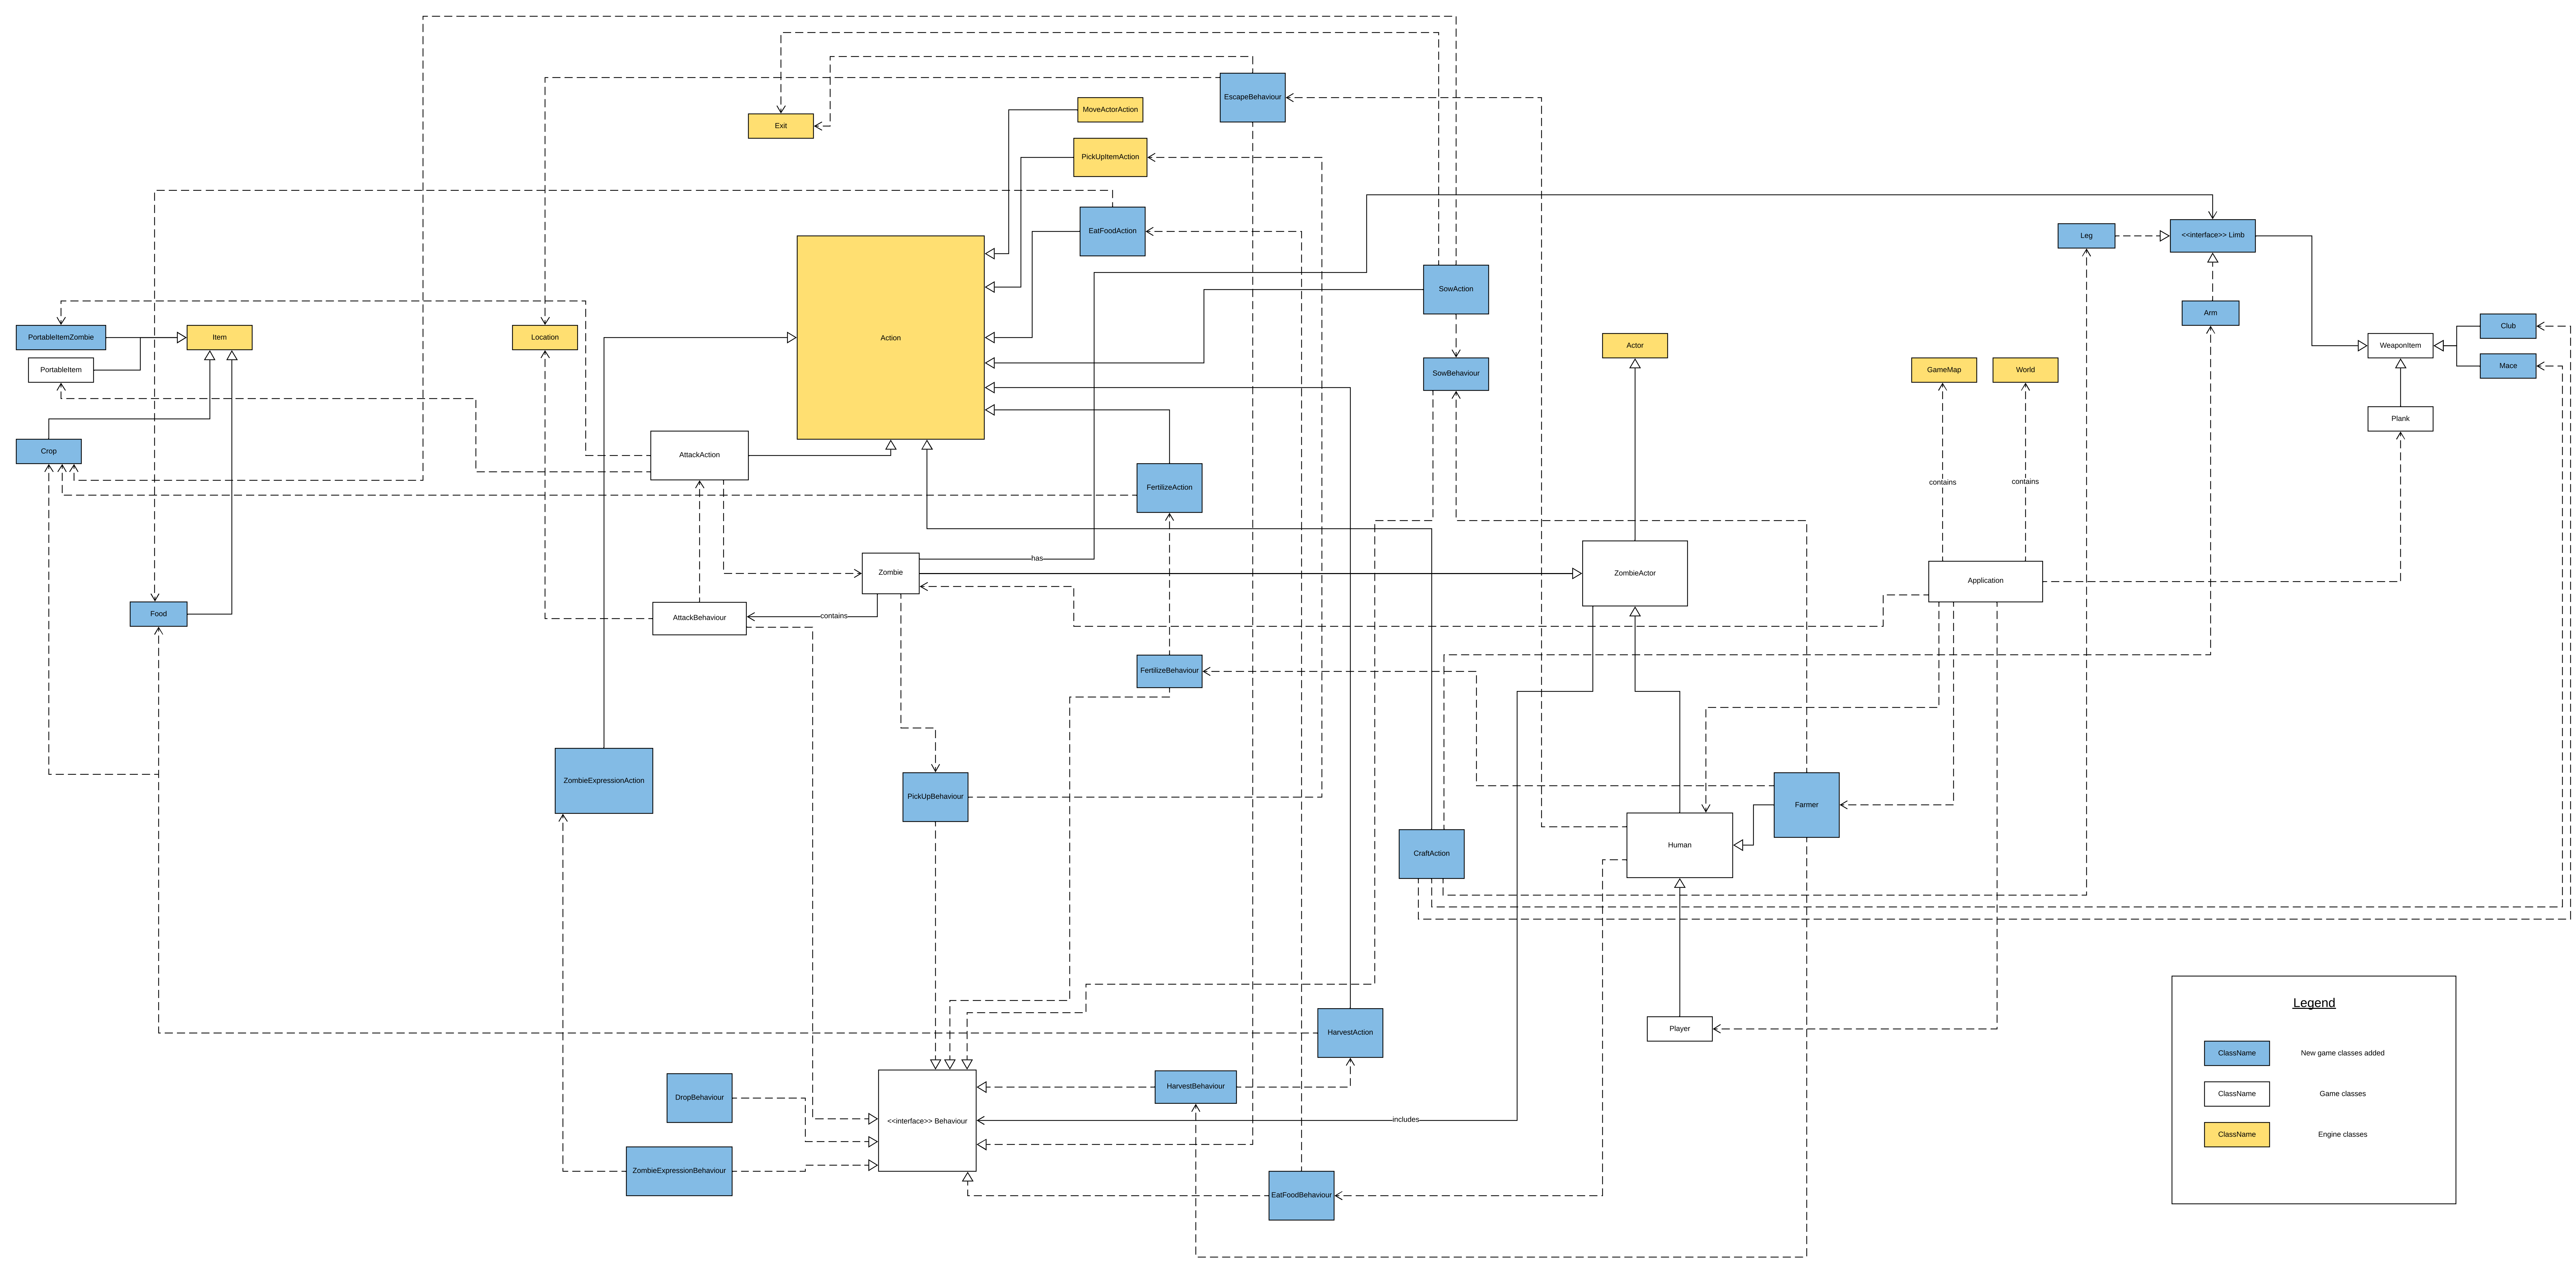 EscapeBehaviour
MoveActorAction
Exit
PickUpItemAction
EatFoodAction
Leg
<<interface>> Limb
SowAction
Arm
Club
PortableItemZombie
Item
Location
Action
Actor
WeaponItem
Mace
PortableItem
SowBehaviour
GameMap
World
Plank
Crop
AttackAction
FertilizeAction
contains
contains
has
Zombie
ZombieActor
Application
Food
AttackBehaviour
contains
FertilizeBehaviour
ZombieExpressionAction
PickUpBehaviour
Farmer
CraftAction
Human
Legend
HarvestAction
Player
ClassName
New game classes added
DropBehaviour
HarvestBehaviour
ClassName
Game classes
<<interface>> Behaviour
includes
ClassName
Engine classes
ZombieExpressionBehaviour
EatFoodBehaviour